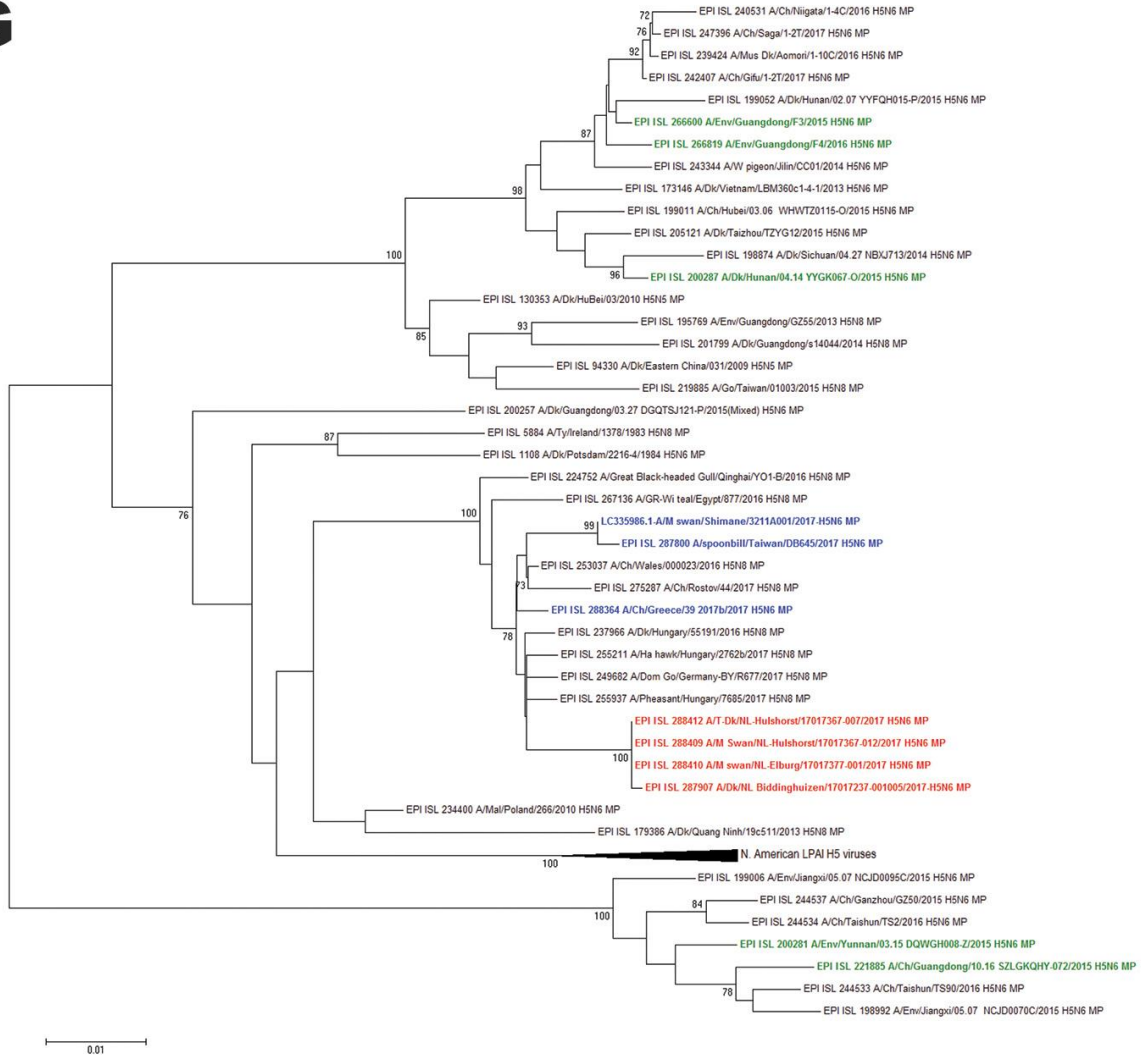 G
72
EPI ISL 240531 A/Ch/Niigata/1-4C/2016 H5N6 MP
76
EPI ISL 247396 A/Ch/Saga/1-2T/2017 H5N6 MP
92
EPI ISL 239424 A/Mus Dk/Aomori/1-10C/2016 H5N6 MP
EPI ISL 242407 A/Ch/Gifu/1-2T/2017 H5N6 MP
EPI ISL 199052 A/Dk/Hunan/02.07 YYFQH015-P/2015 H5N6 MP
EPI ISL 266600 A/Env/Guangdong/F3/2015 H5N6 MP
87
EPI ISL 266819 A/Env/Guangdong/F4/2016 H5N6 MP
EPI ISL 243344 A/W pigeon/Jilin/CC01/2014 H5N6 MP
98
EPI ISL 173146 A/Dk/Vietnam/LBM360c1-4-1/2013 H5N6 MP
EPI ISL 199011 A/Ch/Hubei/03.06 WHWTZ0115-O/2015 H5N6 MP
EPI ISL 205121 A/Dk/Taizhou/TZYG12/2015 H5N6 MP
EPI ISL 198874 A/Dk/Sichuan/04.27 NBXJ713/2014 H5N6 MP
96
EPI ISL 200287 A/Dk/Hunan/04.14 YYGK067-O/2015 H5N6 MP
100
EPI ISL 130353 A/Dk/HuBei/03/2010 H5N5 MP
85
93
EPI ISL 195769 A/Env/Guangdong/GZ55/2013 H5N8 MP
EPI ISL 201799 A/Dk/Guangdong/s14044/2014 H5N8 MP
EPI ISL 94330 A/Dk/Eastern China/031/2009 H5N5 MP
EPI ISL 219885 A/Go/Taiwan/01003/2015 H5N8 MP
EPI ISL 200257 A/Dk/Guangdong/03.27 DGQTSJ121-P/2015(Mixed) H5N6 MP
87
EPI ISL 5884 A/Ty/Ireland/1378/1983 H5N8 MP
EPI ISL 1108 A/Dk/Potsdam/2216-4/1984 H5N6 MP
76
EPI ISL 224752 A/Great Black-headed Gull/Qinghai/YO1-B/2016 H5N8 MP
100
EPI ISL 267136 A/GR-Wi teal/Egypt/877/2016 H5N8 MP
99
LC335986.1-A/M swan/Shimane/3211A001/2017-H5N6 MP
EPI ISL 287800 A/spoonbill/Taiwan/DB645/2017 H5N6 MP
EPI ISL 253037 A/Ch/Wales/000023/2016 H5N8 MP
73
EPI ISL 275287 A/Ch/Rostov/44/2017 H5N8 MP
EPI ISL 288364 A/Ch/Greece/39 2017b/2017 H5N6 MP
78
EPI ISL 237966 A/Dk/Hungary/55191/2016 H5N8 MP
EPI ISL 255211 A/Ha hawk/Hungary/2762b/2017 H5N8 MP
EPI ISL 249682 A/Dom Go/Germany-BY/R677/2017 H5N8 MP
EPI ISL 255937 A/Pheasant/Hungary/7685/2017 H5N8 MP
EPI ISL 288412 A/T-Dk/NL-Hulshorst/17017367-007/2017 H5N6 MP
EPI ISL 288409 A/M Swan/NL-Hulshorst/17017367-012/2017 H5N6 MP
100
EPI ISL 288410 A/M swan/NL-Elburg/17017377-001/2017 H5N6 MP
EPI ISL 287907 A/Dk/NL Biddinghuizen/17017237-001005/2017-H5N6 MP
EPI ISL 234400 A/Mal/Poland/266/2010 H5N6 MP
EPI ISL 179386 A/Dk/Quang Ninh/19c511/2013 H5N8 MP
100
N. American LPAI H5 viruses
EPI ISL 199006 A/Env/Jiangxi/05.07 NCJD0095C/2015 H5N6 MP
100
84
EPI ISL 244537 A/Ch/Ganzhou/GZ50/2015 H5N6 MP
EPI ISL 244534 A/Ch/Taishun/TS2/2016 H5N6 MP
EPI ISL 200281 A/Env/Yunnan/03.15 DQWGH008-Z/2015 H5N6 MP
EPI ISL 221885 A/Ch/Guangdong/10.16 SZLGKQHY-072/2015 H5N6 MP
78
EPI ISL 244533 A/Ch/Taishun/TS90/2016 H5N6 MP
EPI ISL 198992 A/Env/Jiangxi/05.07 NCJD0070C/2015 H5N6 MP
0.01